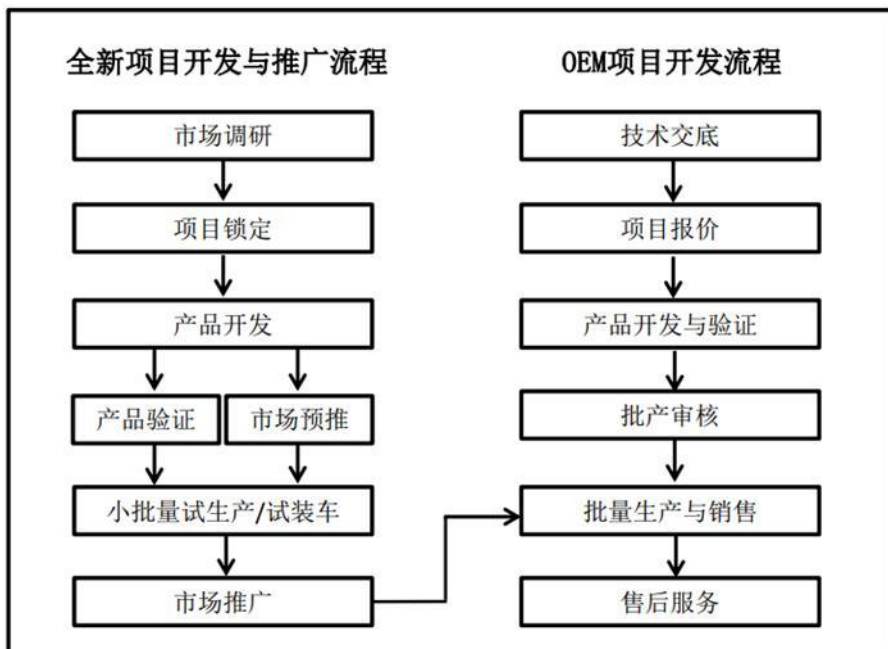 全新项目开发与推广流程
市场调研
项目锁定
产品开发
产品验证
市场预推
小批量试生产/试装车
市场推广
OEM项目开发流程
技术交底
项目报价
产品开发与验证
批产审核
批量生产与销售
售后服务